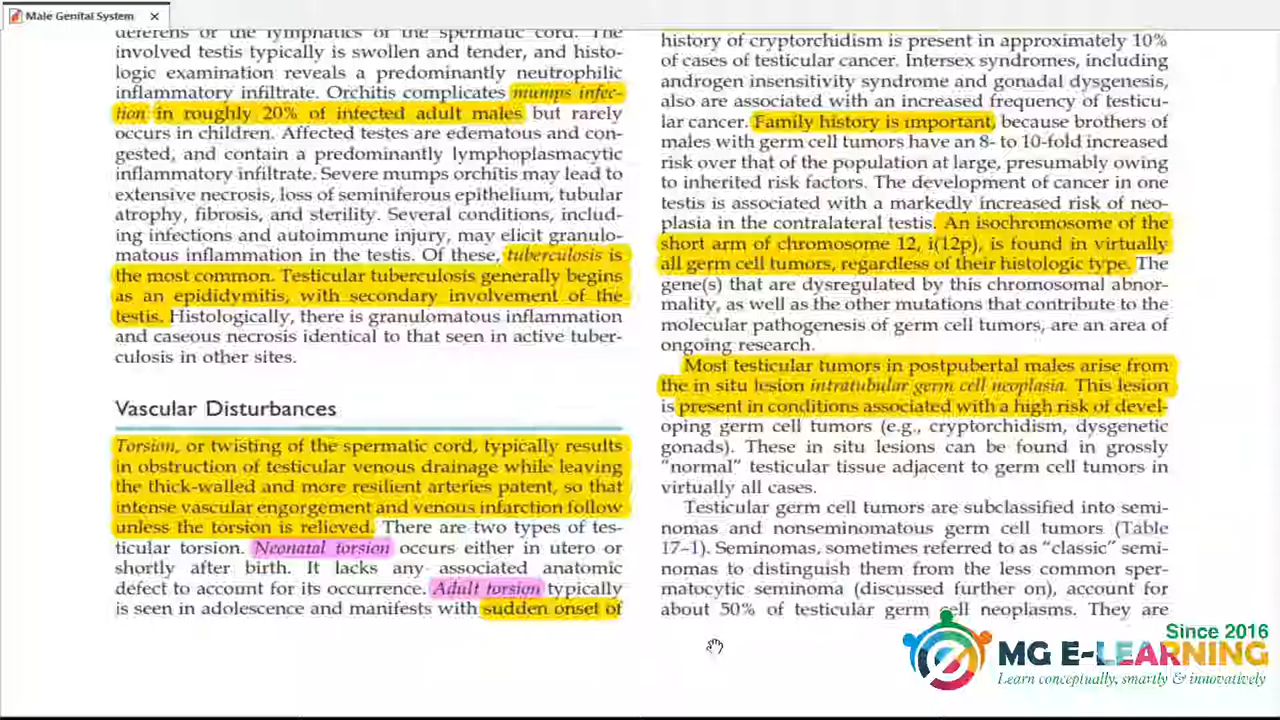 Male Genital System
deferens or the lymphatics of the spermatic cord. The
involved testis typically is swollen and tender, and histo-
logic examination reveals a predominantly neutrophilic
inflammatory infiltrate. Orchitis complicates mumps infec-
tion in roughly 20% of infected adult males but rarely
occurs in children. Affected testes are edematous and con-
gested, and contain a predominantly lymphoplasmacytic
inflammatory infiltrate. Severe mumps orchitis may lead to
extensive necrosis, loss of seminiferous epithelium, tubular
atrophy, fibrosis, and sterility. Several conditions, includ-
ing infections and autoimmune injury, may elicit granulo-
matous inflammation in the testis. Of these, tuberculosis is
the most common. Testicular tuberculosis generally begins
as an epididymitis, with secondary involvement of the
testis. Histologically, there is granulomatous inflammation
and caseous necrosis identical to that seen in active tuber-
culosis in other sites.
Vascular Disturbances
Torsion, or twisting of the spermatic cord, typically results
in obstruction of testicular venous drainage while leaving
the thick-walled and more resilient arteries patent, so that
intense vascular engorgement and venous infarction follow
unless the torsion is relieved. There are two types of tes-
ticular torsion. Neonatal torsion occurs either in utero or
shortly after birth. It lacks any associated anatomic
defect to account for its occurrence. Adult torsion typically
is seen in adolescence and manifests with sudden onset of
history of cryptorchidism is present in approximately 10%
of cases of testicular cancer. Intersex syndromes, including
androgen insensitivity syndrome and gonadal dysgenesis,
also are associated with an increased frequency of testicu-
lar cancer. Family history is important, because brothers of
males with germ cell tumors have an 8- to 10-fold increased
risk over that of the population at large, presumably owing
to inherited risk factors. The development of cancer in one
testis is associated with a markedly increased risk of neo-
plasia in the contralateral testis. An isochromosome of the
short arm of chromosome 12, i(12p), is found in virtually
all germ cell tumors, regardless of their histologic type. The
gene(s) that are dysregulated by this chromosomal abnor-
mality, as well as the other mutations that contribute to the
molecular pathogenesis of germ cell tumors, are an area of
ongoing research.
Most testicular tumors in postpubertal males arise from
the in situ lesion intratubular germ cell neoplasia. This lesion
is present in conditions associated with a high risk of devel-
oping germ cell tumors (e.g., cryptorchidism, dysgenetic
gonads). These in situ lesions can be found in grossly
“normal” testicular tissue adjacent to germ cell tumors in
virtually all cases.
Testicular germ cell tumors are subclassified into semi-
nomas and nonseminomatous germ cell tumors (Table
17–1). Seminomas, sometimes referred to as “classic” semi-
nomas to distinguish them from the less common sper-
matocytic seminoma (discussed further on), account for
about 50% of testicular germ cell neoplasms. They are
Since 2016
MG E-LEARNING
Learn conceptually, smartly & innovatively